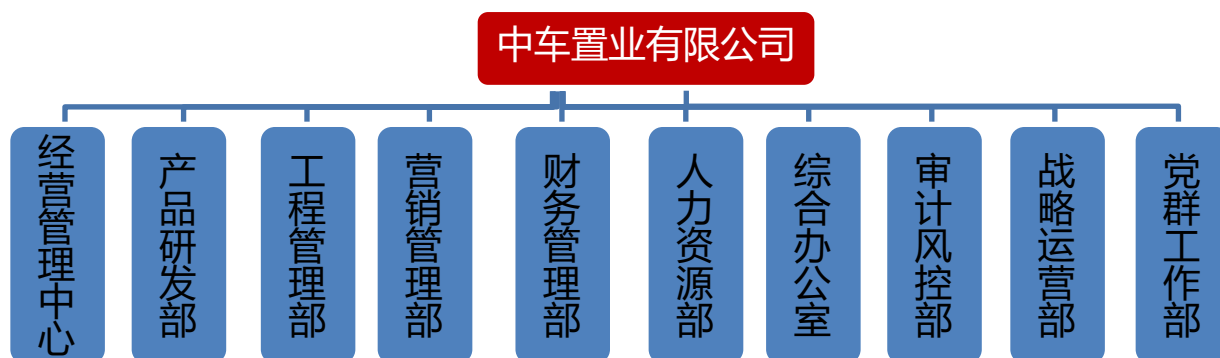 中车置业有限公司
经营管理中心
产品研发部
工程管理部
营销管理部
财务管理部
人力资源部
综合办公室
审计风控部
战略运营部
党群工作部